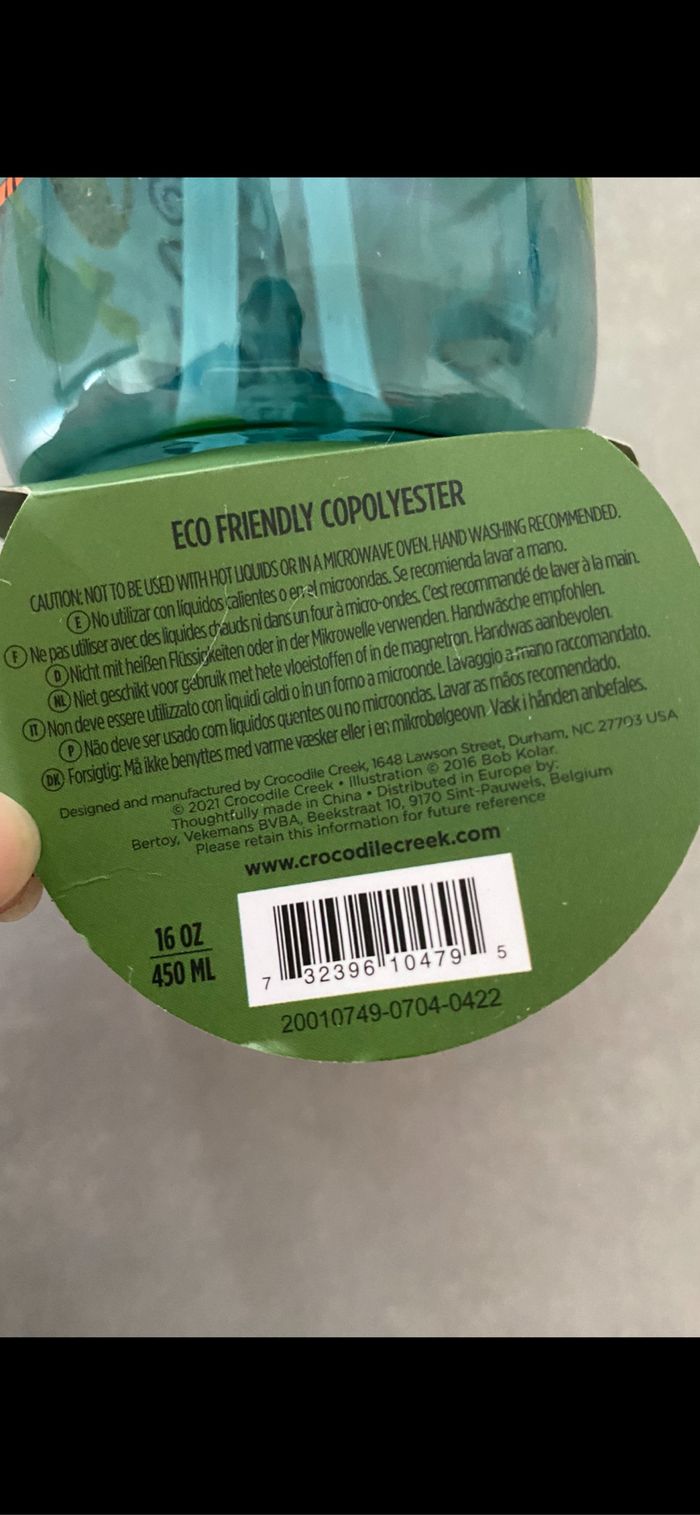 ECO FRIENDLY COPOLYESTER
CAUTION: NOT TO BE USED WITH HOT LIQUIDS OR IN A MICROWAVE OVEN. HAND WASHING RECOMMENDED.
E No utilizar con líquidos calientes o en el microondas. Se recomienda lavar a mano.
F Ne pas utiliser avec des liquides chauds ni dans un four à micro-ondes. C'est recommandé de laver à la main.
D Nicht mit heißen Flüssigkeiten oder in der Mikrowelle verwenden. Handwäsche empfohlen.
NL Niet geschikt voor gebruik met hete vloeistoffen of in de magnetron. Handwas aanbevolen.
IT Non deve essere utilizzato con liquidi caldi o in un forno a microonde. Lavaggio a mano raccomandato.
P Não deve ser usado com líquidos quentes ou no microondas. Lavar as mãos recomendado.
DK Forsigtig: Må ikke benyttes med varme væsker eller i en mikrobølgeovn. Vask i hånden anbefales.
Designed and manufactured by Crocodile Creek, 1648 Lawson Street, Durham, NC 27703 USA
© 2021 Crocodile Creek • Illustration © 2016 Bob Kolar.
Thoughtfully made in China • Distributed in Europe by:
Bertoy, Vekemans BVBA, Beekstraat 10, 9170 Sint-Pauwels, Belgium
Please retain this information for future reference
www.crocodilecreek.com
16 OZ
450 ML
7 32396 10479 5
20010749-0704-0422